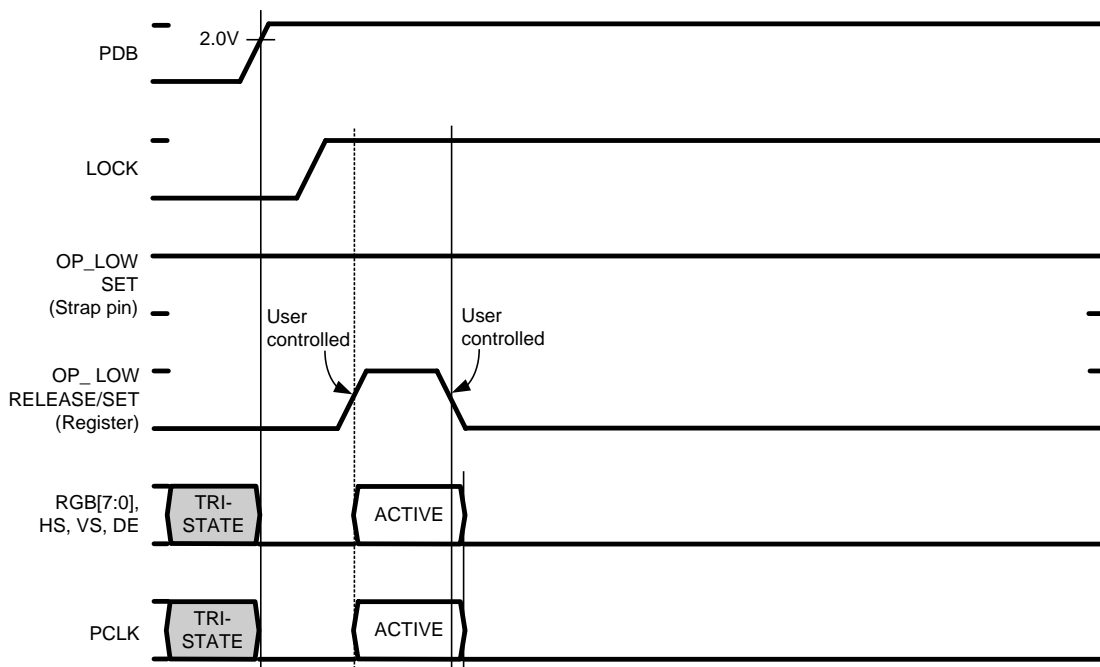 2.0V
PDB
LOCK
OP_LOW
SET
(Strap pin)
User
controlled
User
controlled
OP_ LOW
RELEASE/SET
(Register)
RGB[7:0],
HS, VS, DE
TRI-
STATE
ACTIVE
PCLK
TRI-
STATE
ACTIVE